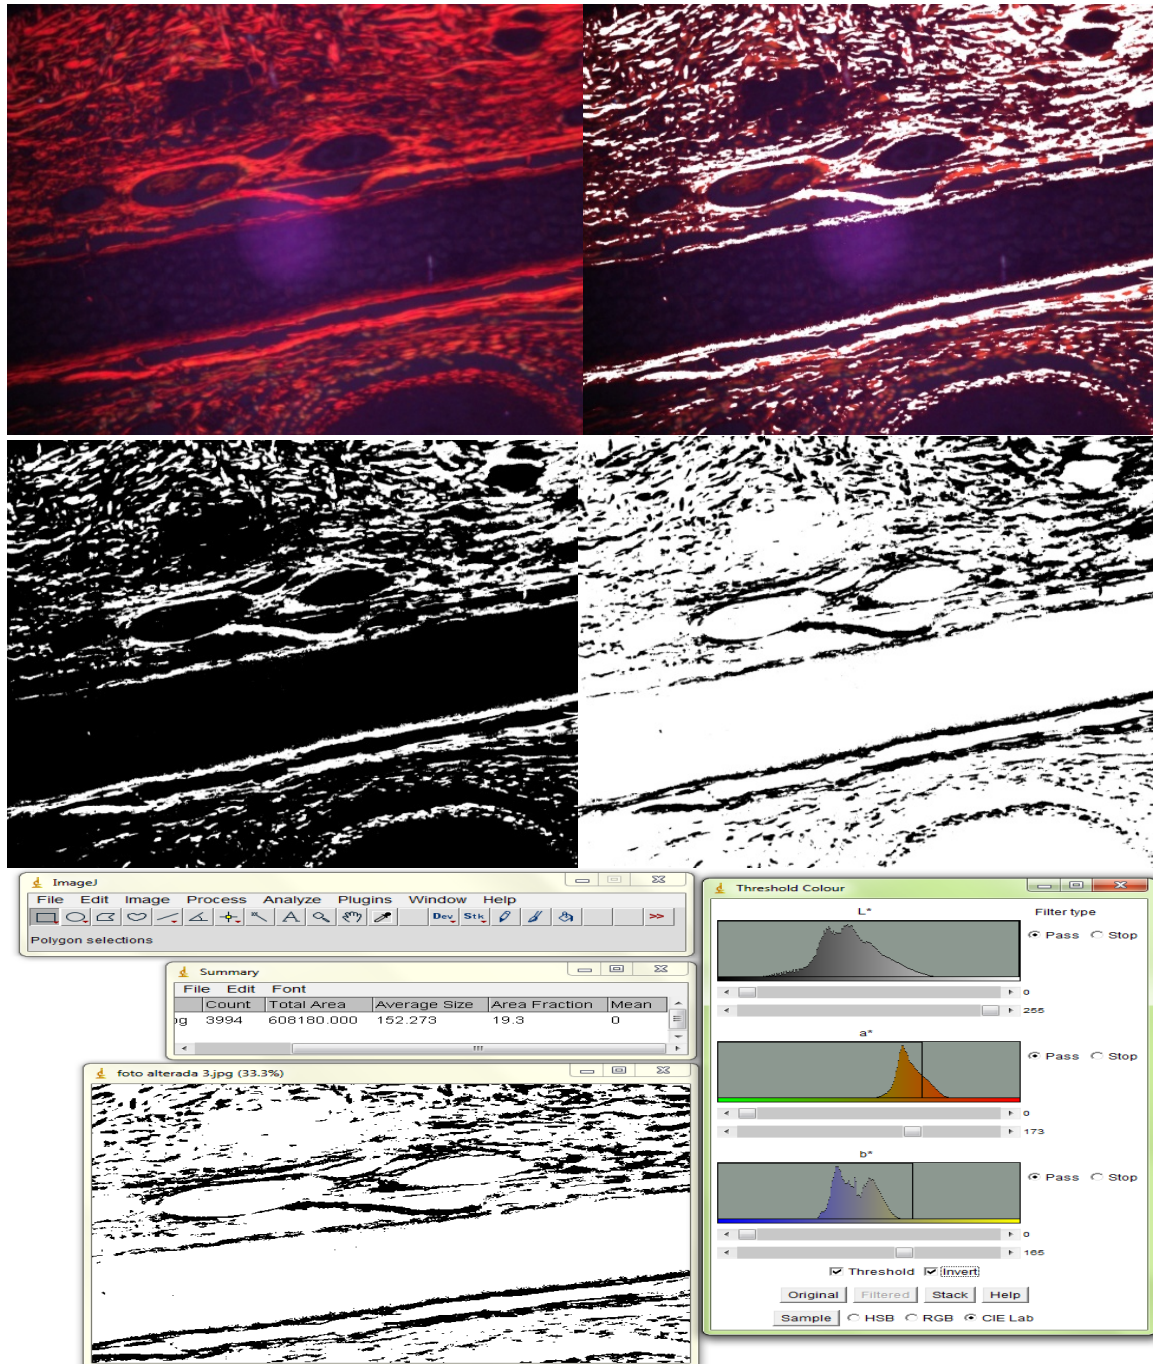 ImageJ
File Edit Image Process Analyze Plugins Window Help
Dev Stk >>
Polygon selections
Summary
File Edit Font
Count Total Area Average Size Area Fraction Mean
pg 3994 608180.000 152.273 19.3 0
foto alterada 3.jpg (33.3%)
Threshold Colour
L* Filter type
Pass Stop
0
255
a*
Pass Stop
0
173
b*
Pass Stop
0
165
Threshold Invert
Original Filtered Stack Help
Sample HSB RGB CIE Lab